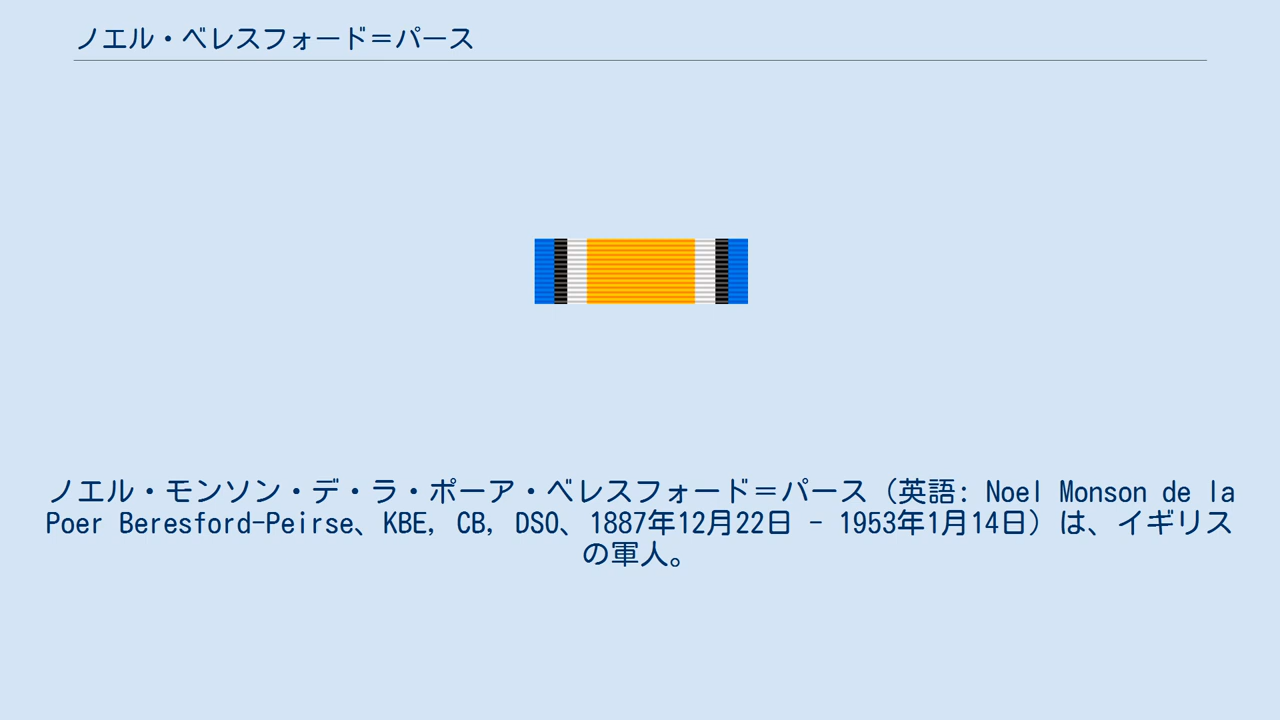 ノエル・ベレスフォード＝パース
ノエル・モンソン・デ・ラ・ポーア・ベレスフォード＝パース（英語: Noel Monson de la
Poer Beresford-Peirse、KBE, CB, DSO、1887年12月22日 - 1953年1月14日）は、イギリス
の軍人。